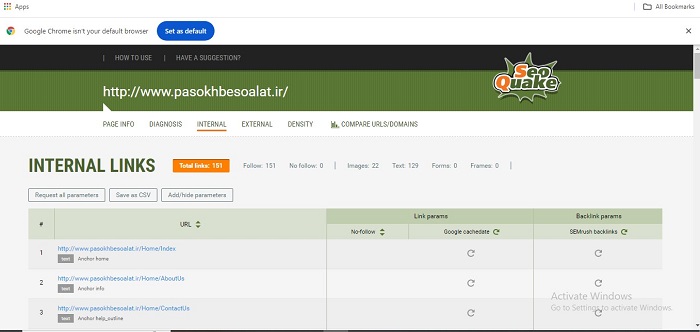 Apps All Bookmarks
Google Chrome isn't your default browser Set as default
| HOW TO USE | HAVE A SUGGESTION?
http://www.pasokhbesoalat.ir/
Seo Quake
PAGE INFO DIAGNOSIS INTERNAL EXTERNAL DENSITY COMPARE URLS/DOMAINS
INTERNAL LINKS Total links: 151 Follow: 151 No follow: 0 | Images: 22 Text: 129 Forms: 0 Frames: 0 |
Request all parameters Save as CSV Add/hide parameters
# URL Link params Backlink params
No-follow Google cachedate SEMrush backlinks
1 http://www.pasokhbesoalat.ir/Home/Index
text Anchor home
2 http://www.pasokhbesoalat.ir/Home/AboutUs
text Anchor info
3 http://www.pasokhbesoalat.ir/Home/ContactUs
text Anchor help_outline
Activate Windows
Go to Settings to activate Windows.